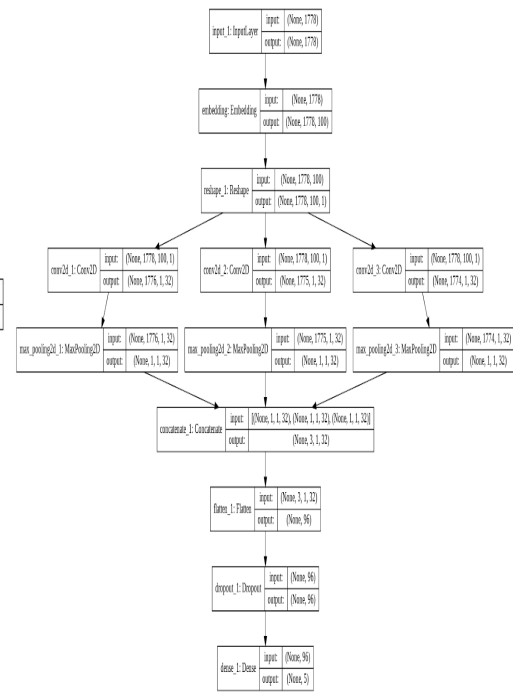 input_1: InputLayer
input: (None, 1778)
output: (None, 1778)
embedding: Embedding
input: (None, 1778)
output: (None, 1778, 100)
reshape_1: Reshape
input: (None, 1778, 100)
output: (None, 1778, 100, 1)
conv2d_1: Conv2D
input: (None, 1778, 100, 1)
output: (None, 1776, 1, 32)
conv2d_2: Conv2D
input: (None, 1778, 100, 1)
output: (None, 1775, 1, 32)
conv2d_3: Conv2D
input: (None, 1778, 100, 1)
output: (None, 1774, 1, 32)
max_pooling2d_1: MaxPooling2D
input: (None, 1776, 1, 32)
output: (None, 1, 1, 32)
max_pooling2d_2: MaxPooling2D
input: (None, 1775, 1, 32)
output: (None, 1, 1, 32)
max_pooling2d_3: MaxPooling2D
input: (None, 1774, 1, 32)
output: (None, 1, 1, 32)
concatenate_1: Concatenate
input: [(None, 1, 1, 32), (None, 1, 1, 32), (None, 1, 1, 32)]
output: (None, 3, 1, 32)
flatten_1: Flatten
input: (None, 3, 1, 32)
output: (None, 96)
dropout_1: Dropout
input: (None, 96)
output: (None, 96)
dense_1: Dense
input: (None, 96)
output: (None, 5)